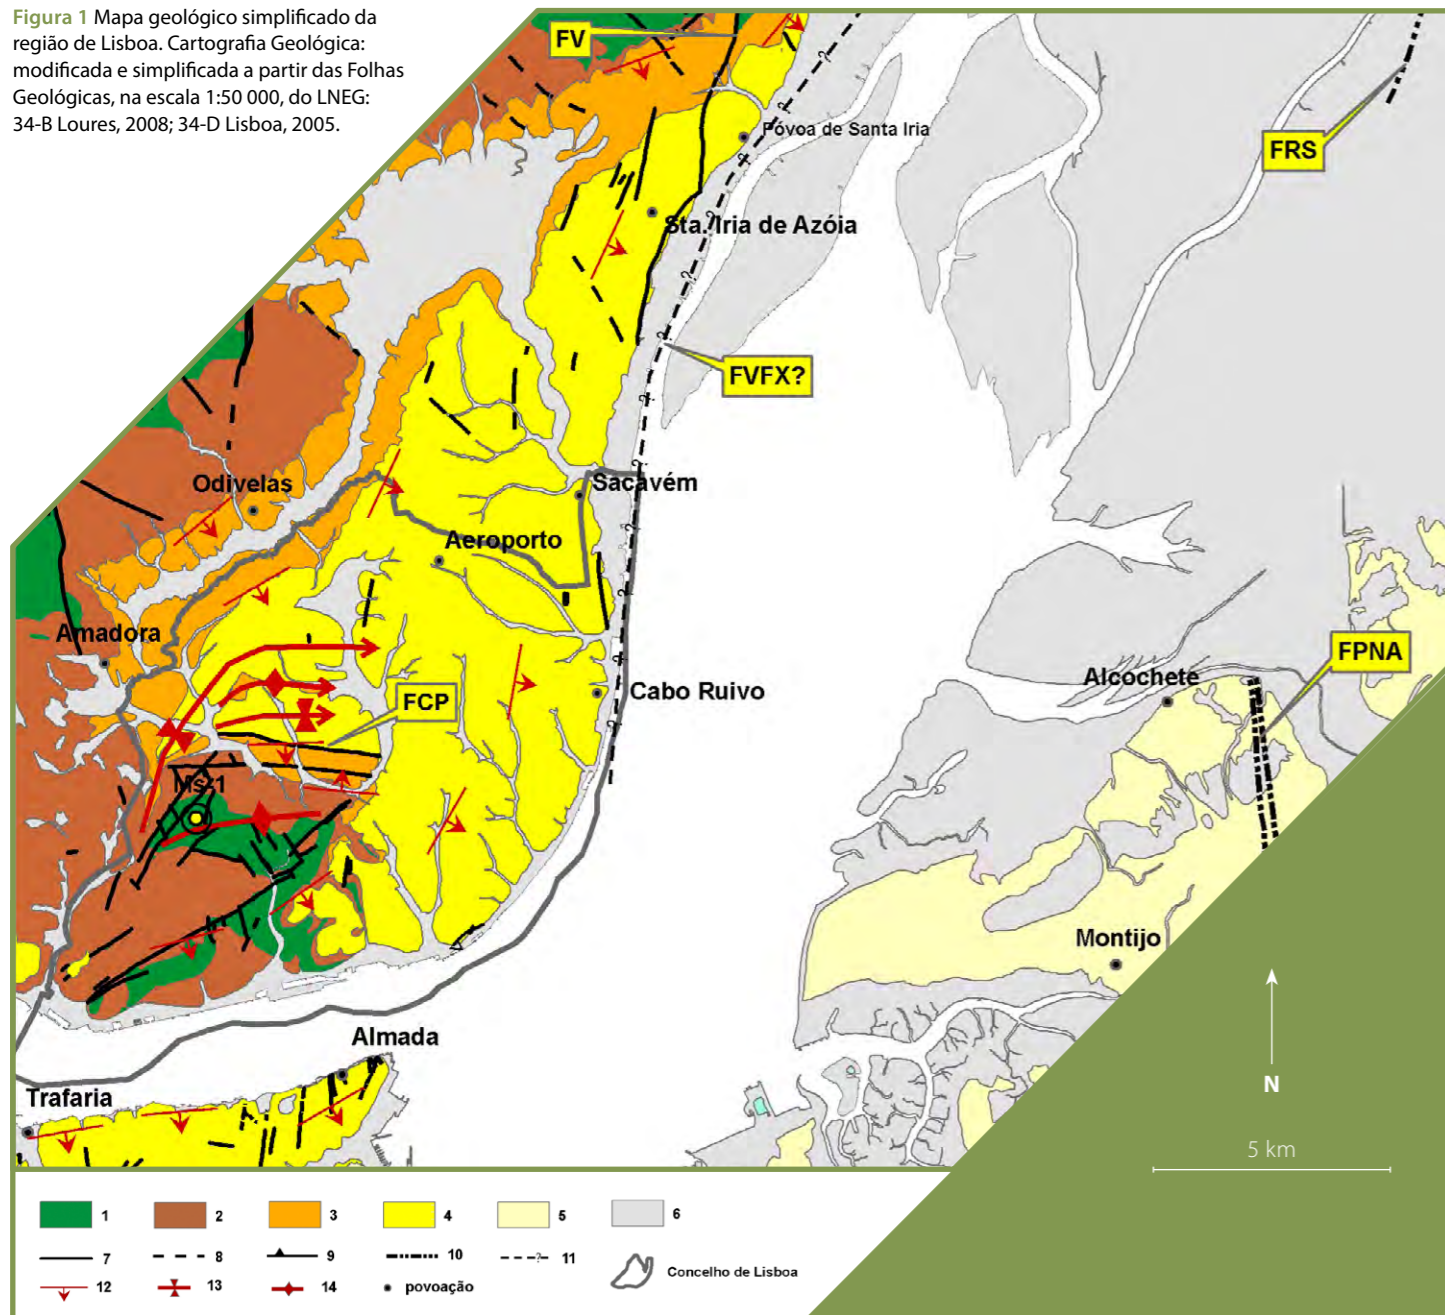 Figura 1 Mapa geológico simplificado da
região de Lisboa. Cartografia Geológica:
modificada e simplificada a partir das Folhas
Geológicas, na escala 1:50 000, do LNEG:
34-B Loures, 2008; 34-D Lisboa, 2005.
FV
Póvoa de Santa Iria
FRS
Sta. Iria de Azóia
FVFX?
Odivelas
Sacavém
Aeroporto
Amadora
FPNA
Alcochete
Cabo Ruivo
FCP
Ms-1
Montijo
Almada
Trafaria
N
5 km
1 2 3 4 5 6
7 8 9 10 11
Concelho de Lisboa
12 13 14 povoação